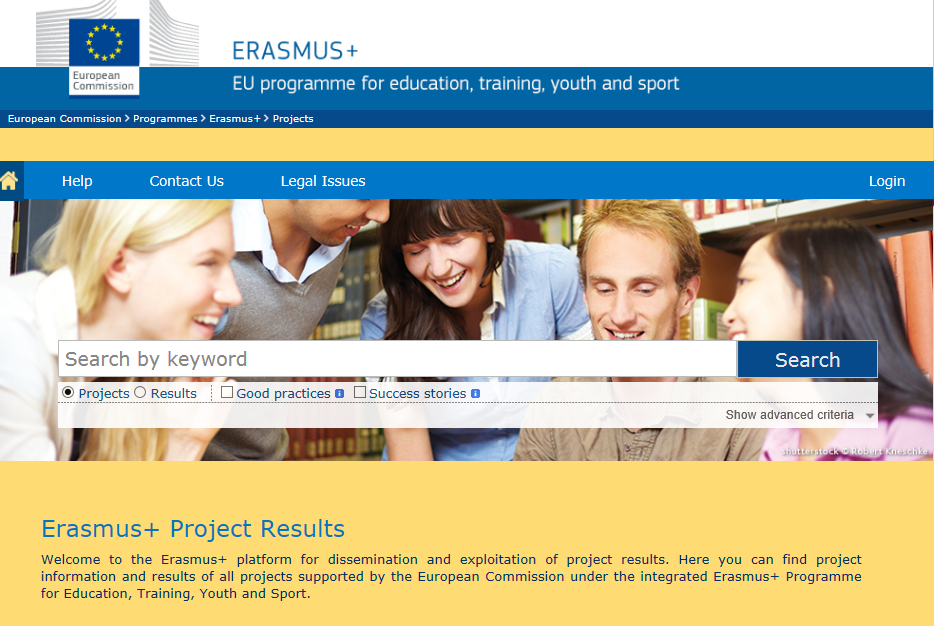 ERASMUS+
European
Commission
EU programme for education, training, youth and sport
European Commission > Programmes > Erasmus+ > Projects
Help Contact Us Legal Issues Login
Search by keyword Search
Projects Results Good practices i Success stories i
Show advanced criteria
shutterstock © Robert Kneschke
Erasmus+ Project Results
Welcome to the Erasmus+ platform for dissemination and exploitation of project results. Here you can find project
information and results of all projects supported by the European Commission under the integrated Erasmus+ Programme
for Education, Training, Youth and Sport.